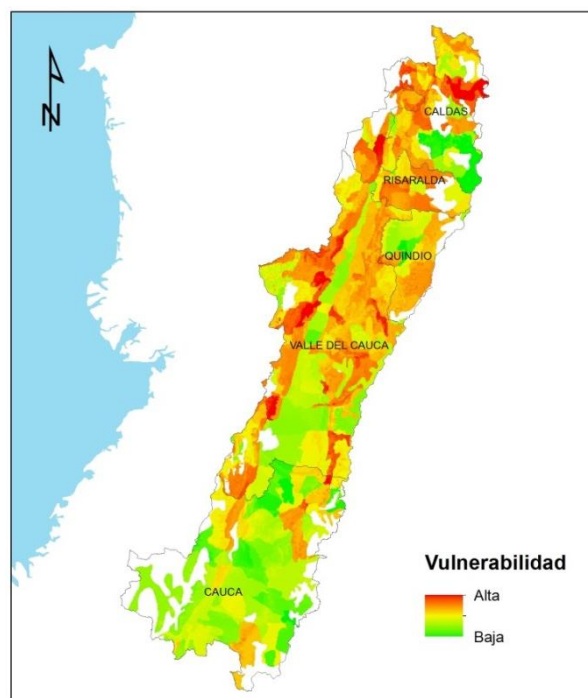 N
CALDAS
RISARALDA
QUINDIO
VALLE DEL CAUCA
CAUCA
Vulnerabilidad
Alta
Baja